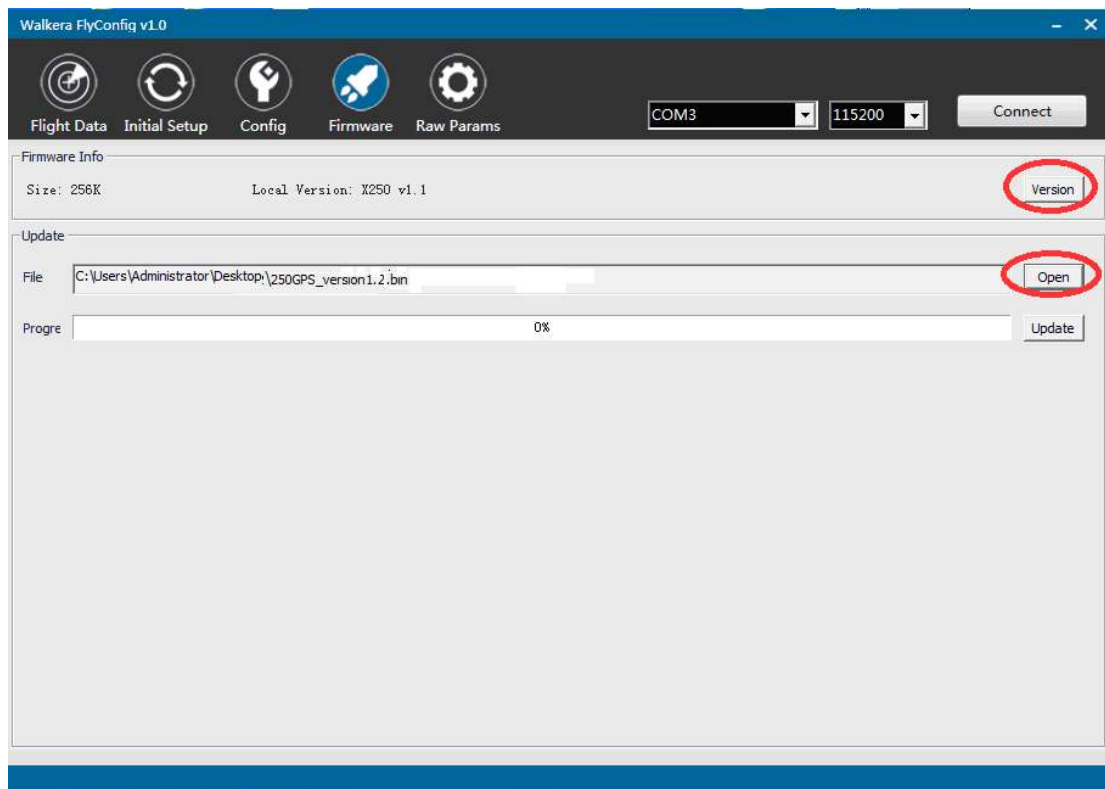 Walkera FlyConfig v1.0
Flight Data Initial Setup Config Firmware Raw Params COM3 115200 Connect
Firmware Info
Size: 256K Local Version: X250 v1.1 Version
Update
File C:\Users\Administrator\Desktop\250GPS_version1.2.bin Open
Progre 0% Update